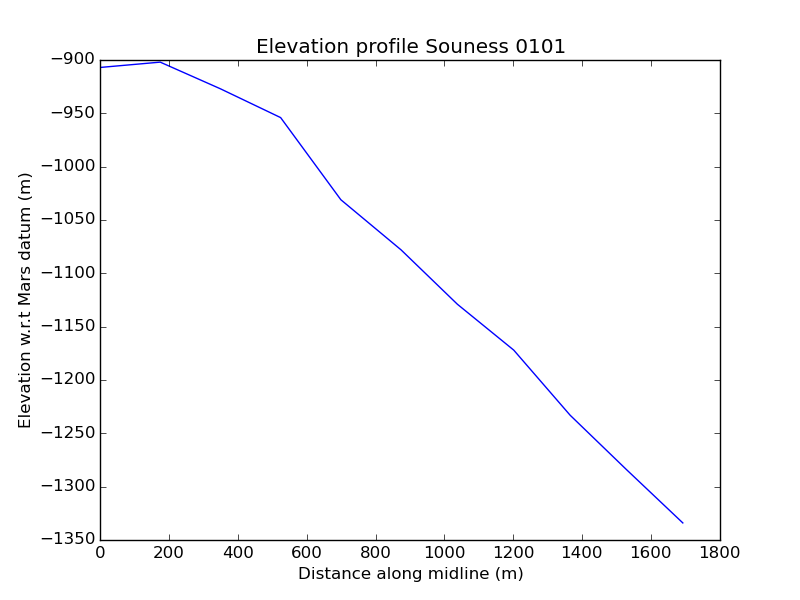 Elevation profile Souness 0101
−900
−950
−1000
−1050
−1100
−1150
−1200
−1250
−1300
−1350
Elevation w.r.t Mars datum (m)
0 200 400 600 800 1000 1200 1400 1600 1800
Distance along midline (m)